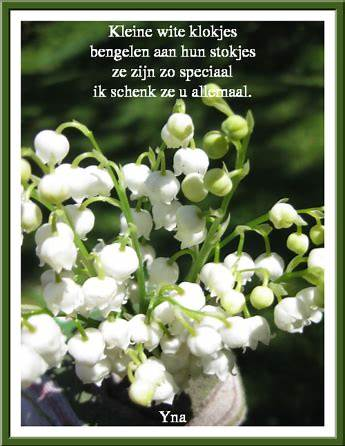 Kleine wite klokjes
bengelen aan hun stokjes
ze zijn zo speciaal
ik schenk ze u allemaal.
Yna